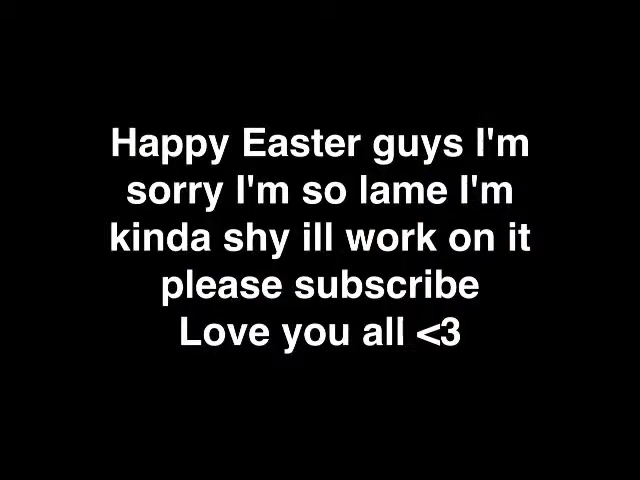 Happy Easter guys I'm
sorry I'm so lame I'm
kinda shy ill work on it
please subscribe
Love you all <3